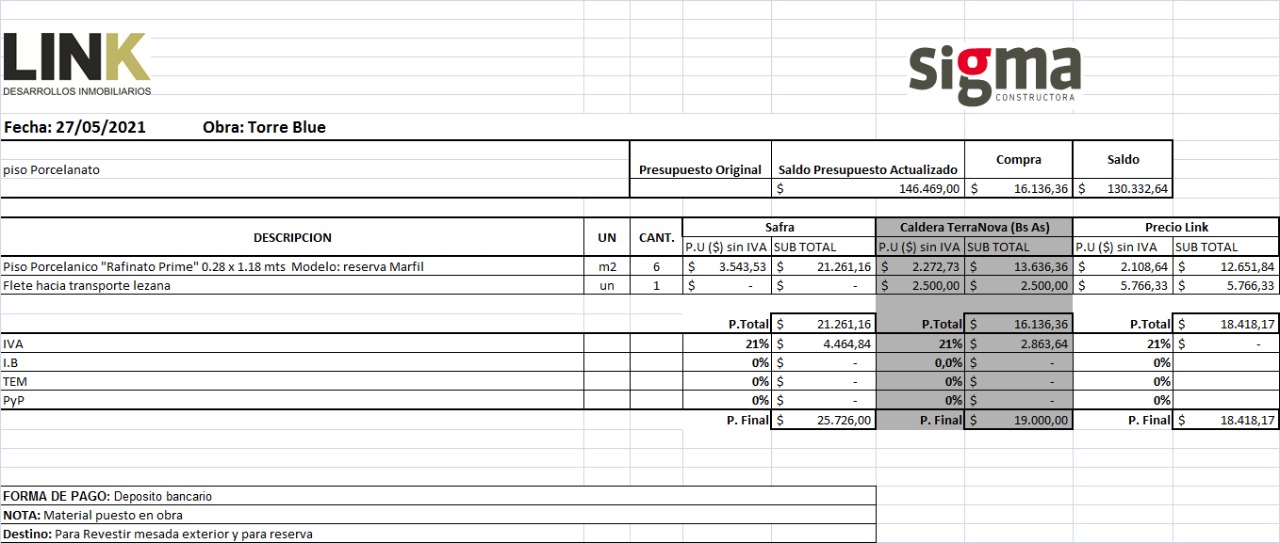 LINK
DESARROLLOS INMOBILIARIOS
sigma
CONSTRUCTORA
Fecha: 27/05/2021 Obra: Torre Blue
piso Porcelanato Presupuesto Original Saldo Presupuesto Actualizado Compra Saldo
$ 146.469,00 $ 16.136,36 $ 130.332,64
DESCRIPCION UN CANT. Safra Caldera TerraNova (Bs As) Precio Link
P.U ($) sin IVA SUB TOTAL P.U ($) sin IVA SUB TOTAL P.U ($) sin IVA SUB TOTAL
Piso Porcelanico "Rafinato Prime" 0.28 x 1.18 mts Modelo: reserva Marfil m2 6 $ 3.543,53 $ 21.261,16 $ 2.272,73 $ 13.636,36 $ 2.108,64 $ 12.651,84
Flete hacia transporte lezana un 1 $ - $ - $ 2.500,00 $ 2.500,00 $ 5.766,33 $ 5.766,33
P.Total $ 21.261,16 P.Total $ 16.136,36 P.Total $ 18.418,17
IVA 21% $ 4.464,84 21% $ 2.863,64 21% $ -
I.B 0% $ - 0,0% $ - 0%
TEM 0% $ - 0% $ - 0%
PyP 0% $ - 0% $ - 0%
P. Final $ 25.726,00 P. Final $ 19.000,00 P. Final $ 18.418,17
FORMA DE PAGO: Deposito bancario
NOTA: Material puesto en obra
Destino: Para Revestir mesada exterior y para reserva